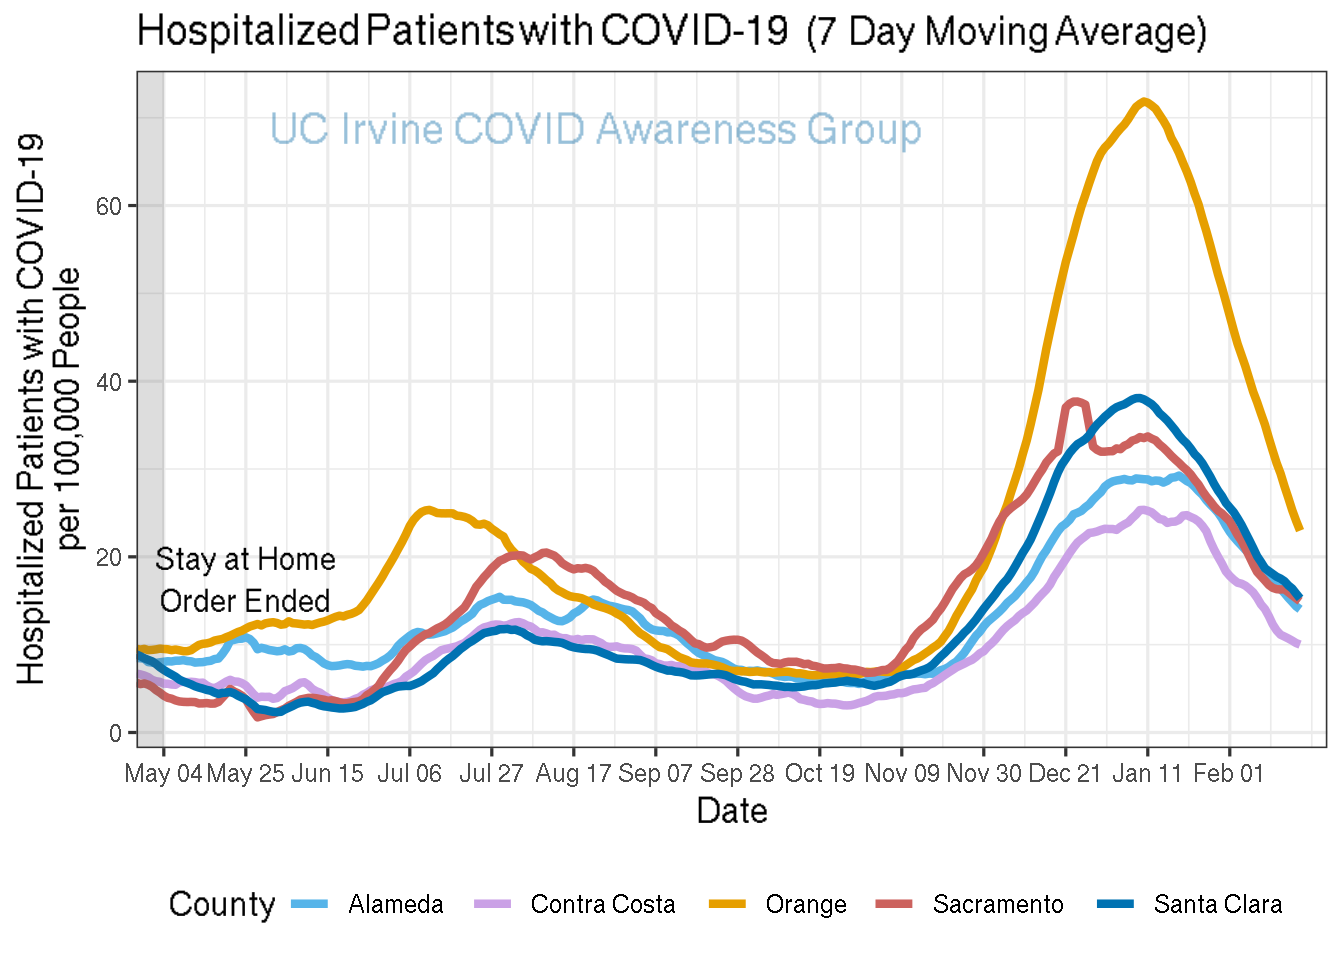 Hospitalized Patients with COVID-19 (7 Day Moving Average)
UC Irvine COVID Awareness Group
Hospitalized Patients with COVID-19
per 100,000 People
60
40
20
0
Stay at Home
Order Ended
May 04 May 25 Jun 15 Jul 06 Jul 27 Aug 17 Sep 07 Sep 28 Oct 19 Nov 09 Nov 30 Dec 21 Jan 11 Feb 01
Date
County Alameda Contra Costa Orange Sacramento Santa Clara